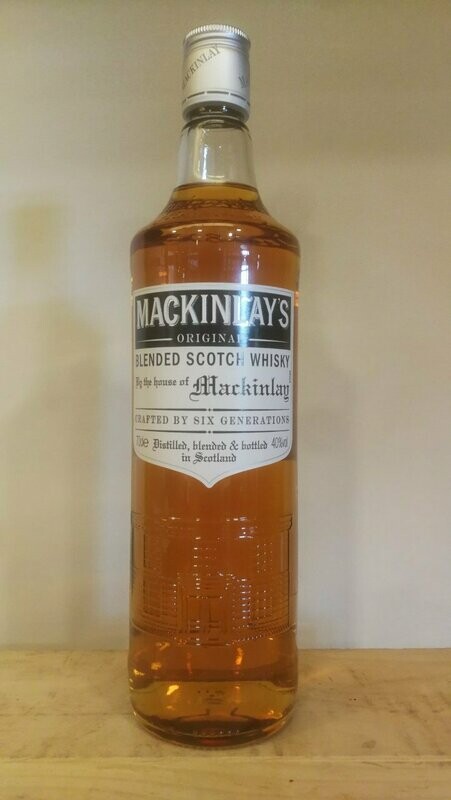 MACKINLAY
MACKINLAY'S
ORIGINAL
BLENDED SCOTCH WHISKY
By the house of Mackinlay
CRAFTED BY SIX GENERATIONS
70cl e Distilled, blended & bottled 40%vol
in Scotland